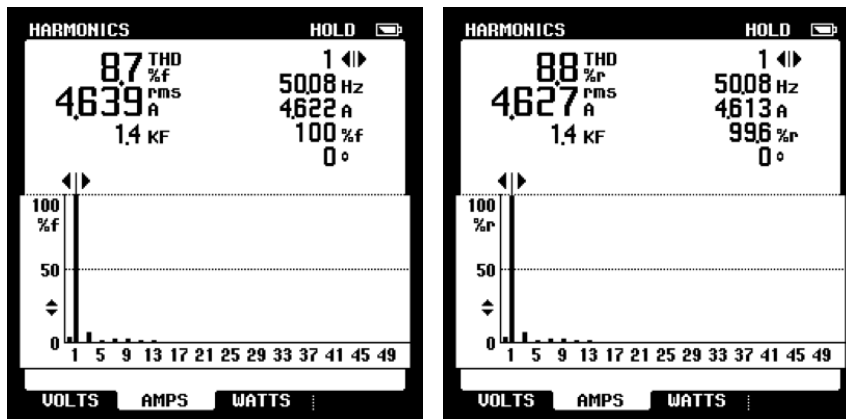 HARMONICS HOLD
8.7 THD %f
4.639 rms A
1.4 KF
1
50.08 Hz
4.622 A
100 %f
0 °
100
%f
50
0
1 5 9 13 17 21 25 29 33 37 41 45 49
VOLTS AMPS WATTS
HARMONICS HOLD
8.8 THD %r
4.627 rms A
1.4 KF
1
50.08 Hz
4.613 A
99.6 %r
0 °
100
%r
50
0
1 5 9 13 17 21 25 29 33 37 41 45 49
VOLTS AMPS WATTS